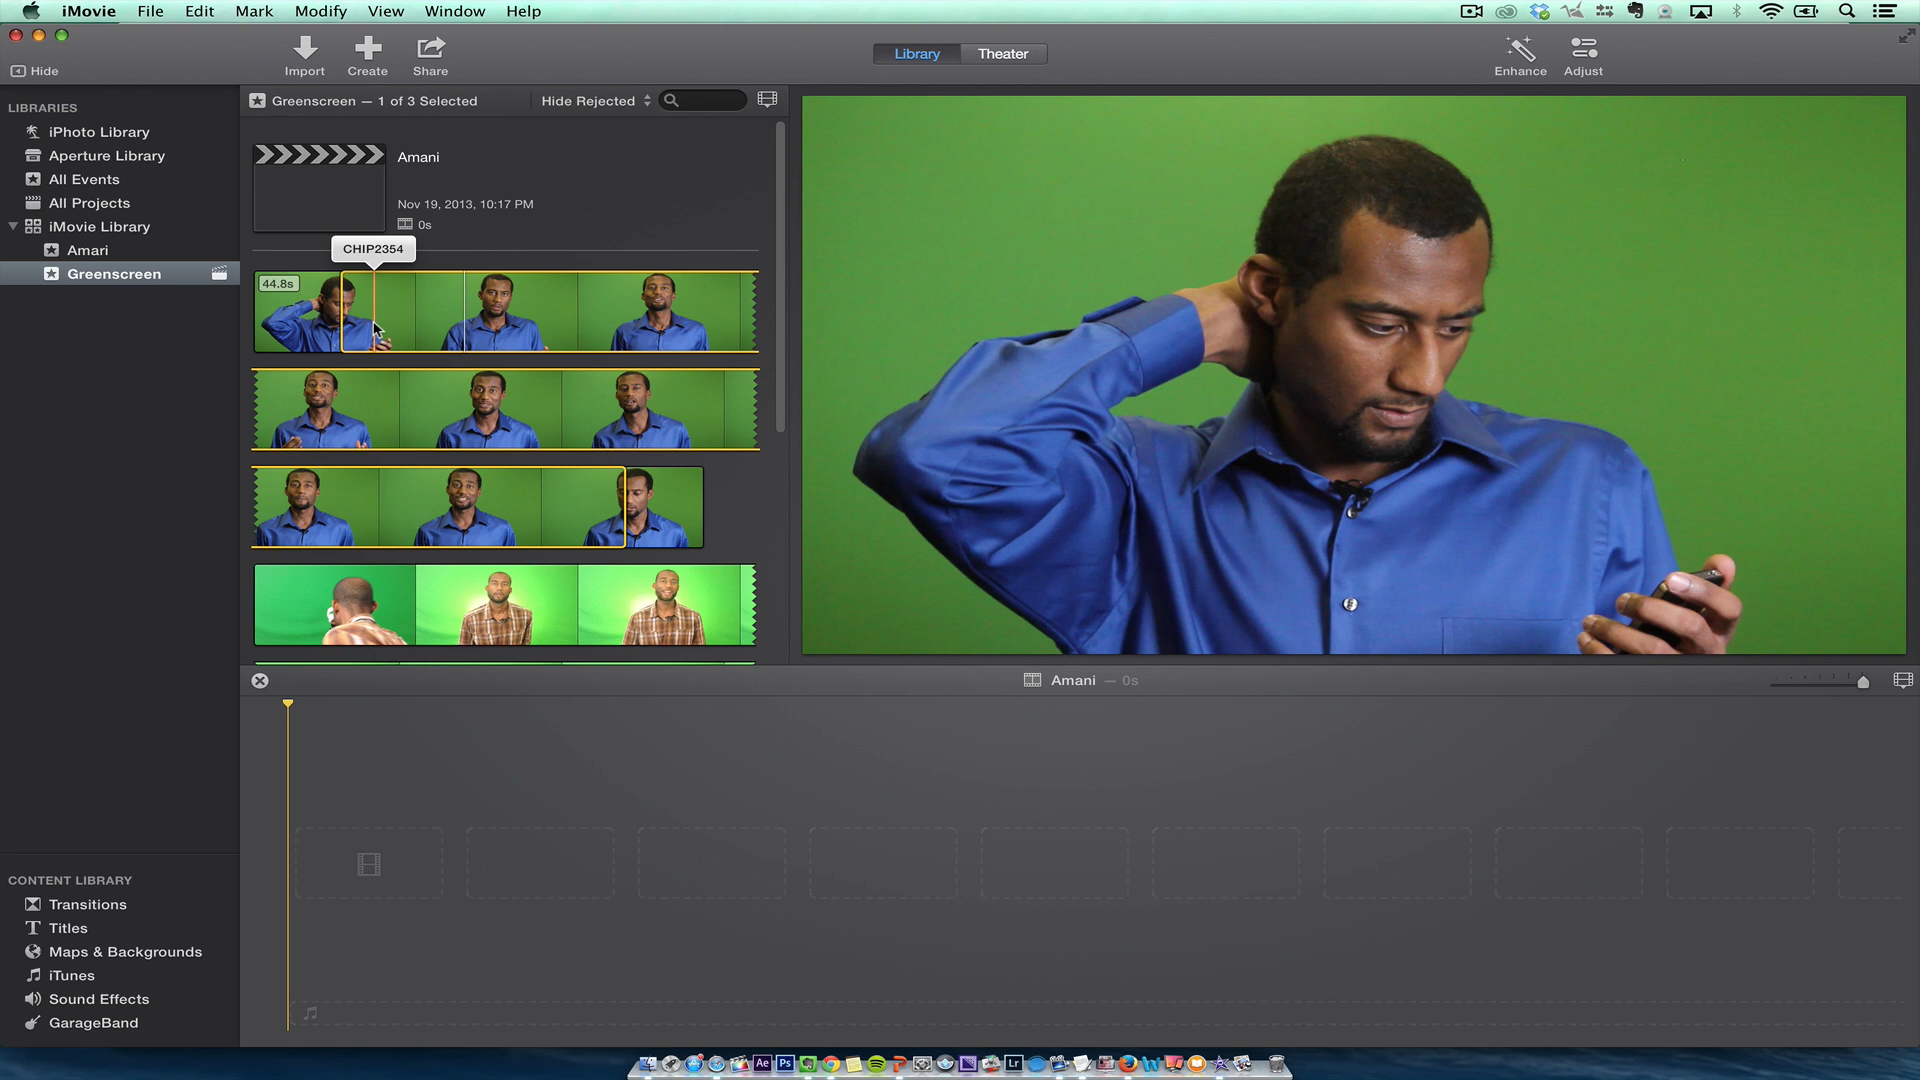 iMovie File Edit Mark Modify View Window Help
Hide
Import Create Share
Library Theater
Enhance Adjust
LIBRARIES
iPhoto Library
Aperture Library
All Events
All Projects
iMovie Library
Amari
Greenscreen
Greenscreen — 1 of 3 Selected
Hide Rejected
Amani
Nov 19, 2013, 10:17 PM
0s
CHIP2354
44.8s
Amani — 0s
CONTENT LIBRARY
Transitions
T Titles
Maps & Backgrounds
iTunes
Sound Effects
GarageBand
Ae Ps Lr